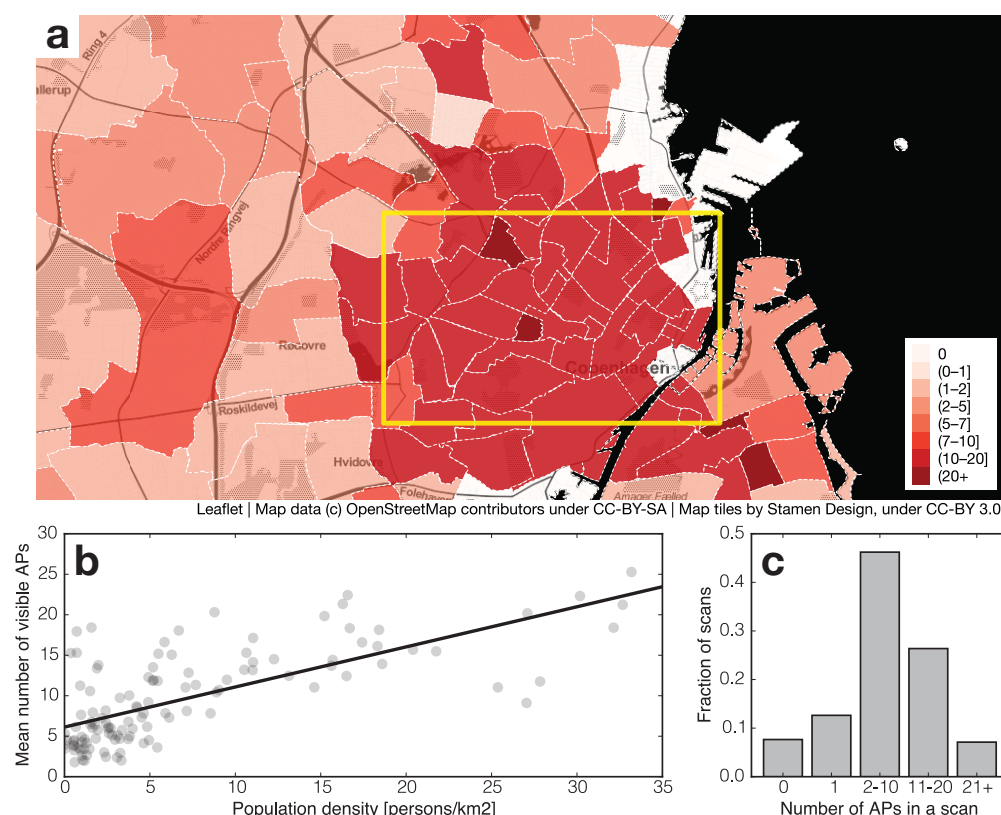 a
Ring 4
allerup
Nordre Ringvej
Rødovre
Roskildevej
Hvidovre
Folehaven
Copenhagen
Amager Fælled
0
(0–1]
(1–2]
(2–5]
(5–7]
(7–10]
(10–20]
(20+
Leaflet | Map data (c) OpenStreetMap contributors under CC-BY-SA | Map tiles by Stamen Design, under CC-BY 3.0
b
Mean number of visible APs
30
25
20
15
10
5
0
0 5 10 15 20 25 30 35
Population density [persons/km2]
c
Fraction of scans
0.5
0.4
0.3
0.2
0.1
0.0
0 1 2-10 11-20 21+
Number of APs in a scan